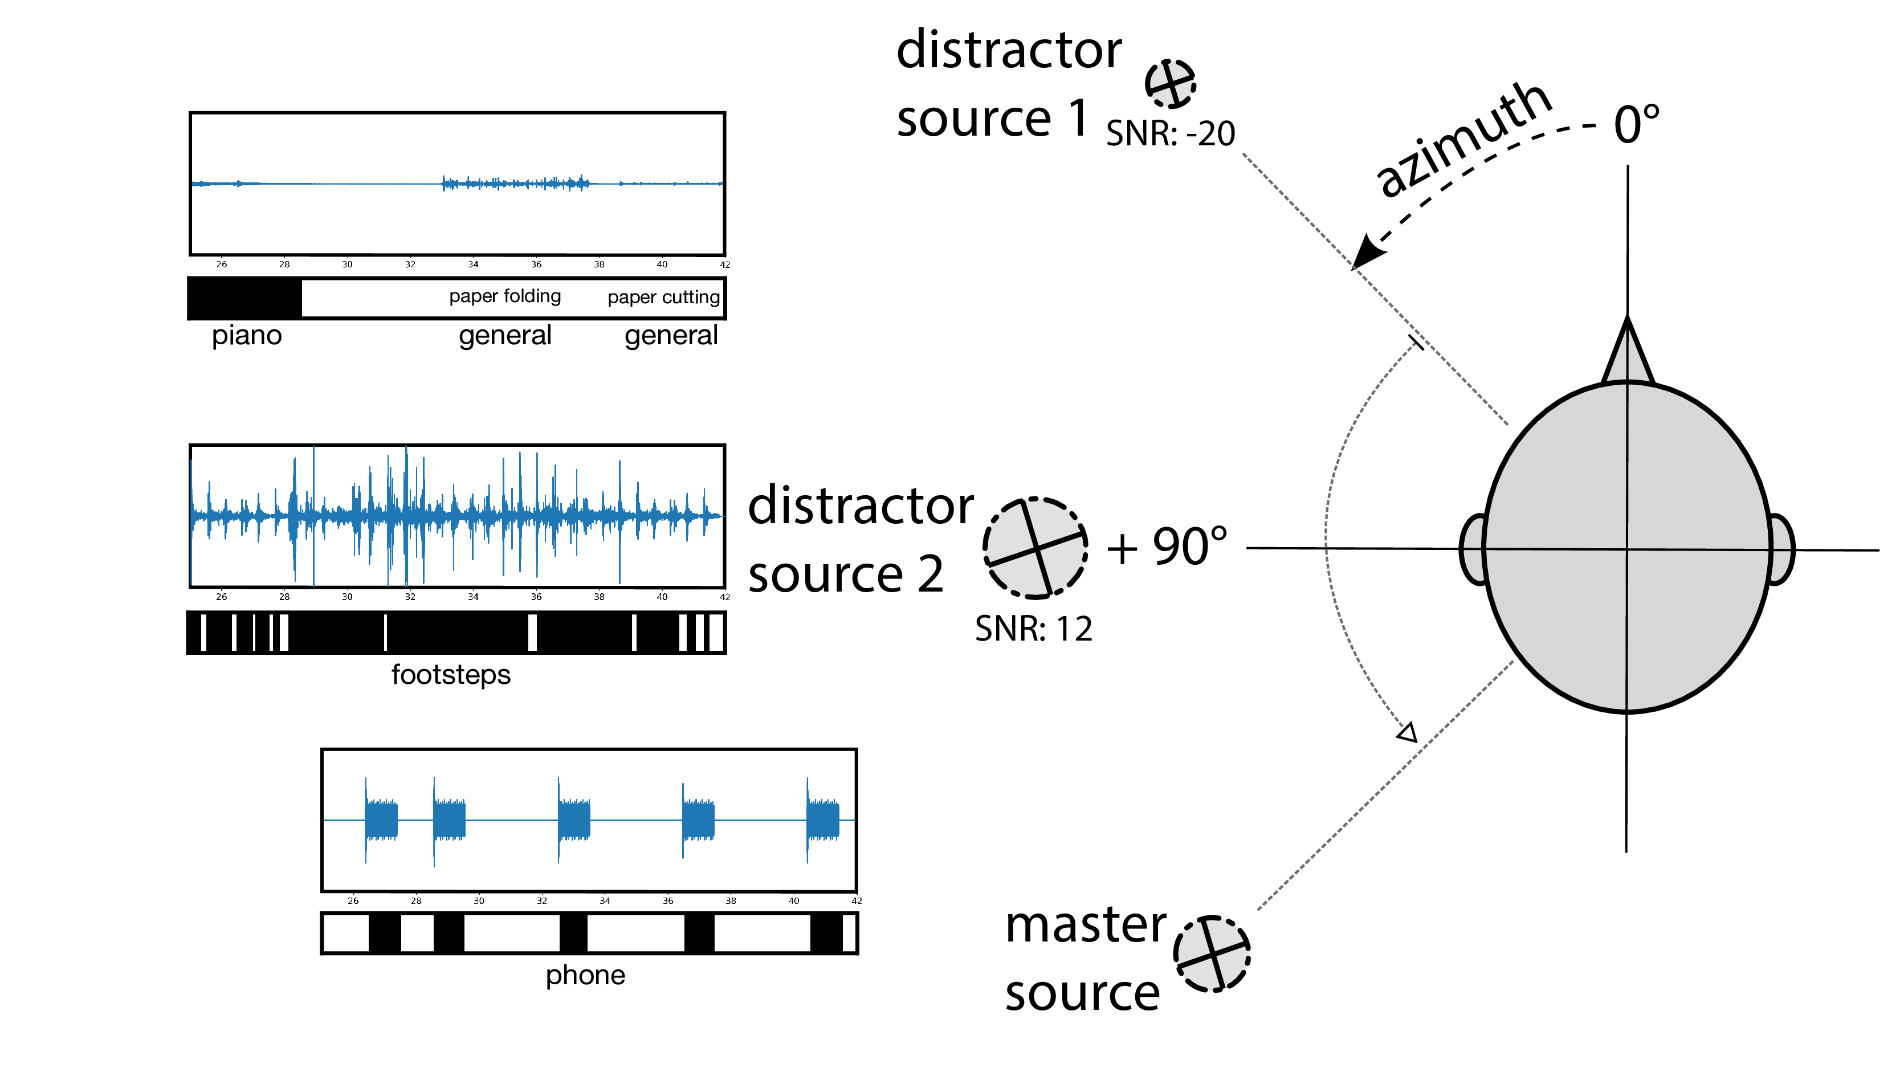 distractor
source 1
SNR: -20
azimuth
0°
26 28 30 32 34 36 38 40 42
paper folding paper cutting
piano general general
distractor
source 2
+ 90°
SNR: 12
26 28 30 32 34 36 38 40 42
footsteps
26 28 30 32 34 36 38 40 42
phone
master
source